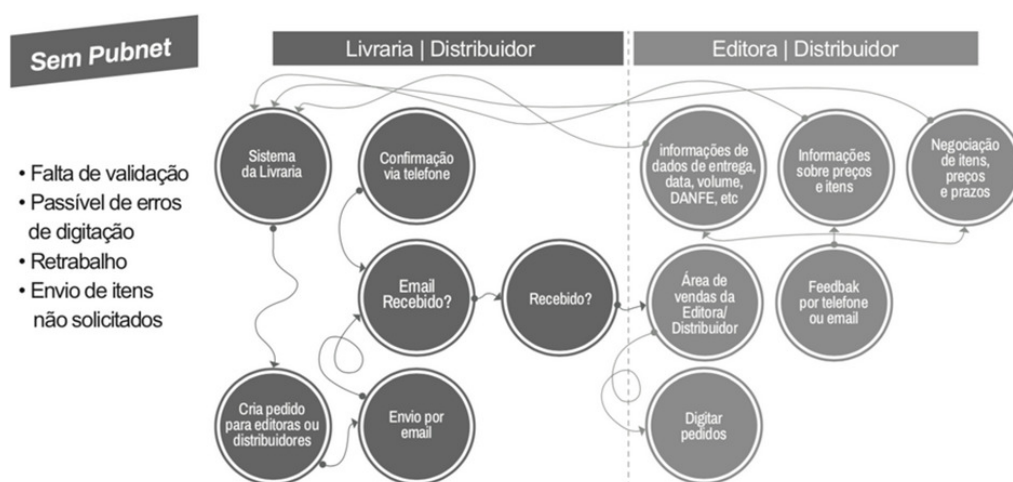 Sem Pubnet
Livraria | Distribuidor
Editora | Distribuidor
• Falta de validação
• Passível de erros
de digitação
• Retrabalho
• Envio de itens
não solicitados
Sistema
da Livraria
Confirmação
via telefone
informações de
dados de entrega,
data, volume,
DANFE, etc
Informações
sobre preços
e itens
Negociação
de itens,
preços
e prazos
Email
Recebido?
Recebido?
Área de
vendas da
Editora/
Distribuidor
Feedbak
por telefone
ou email
Cria pedido
para editoras ou
distribuidores
Envio por
email
Digitar
pedidos